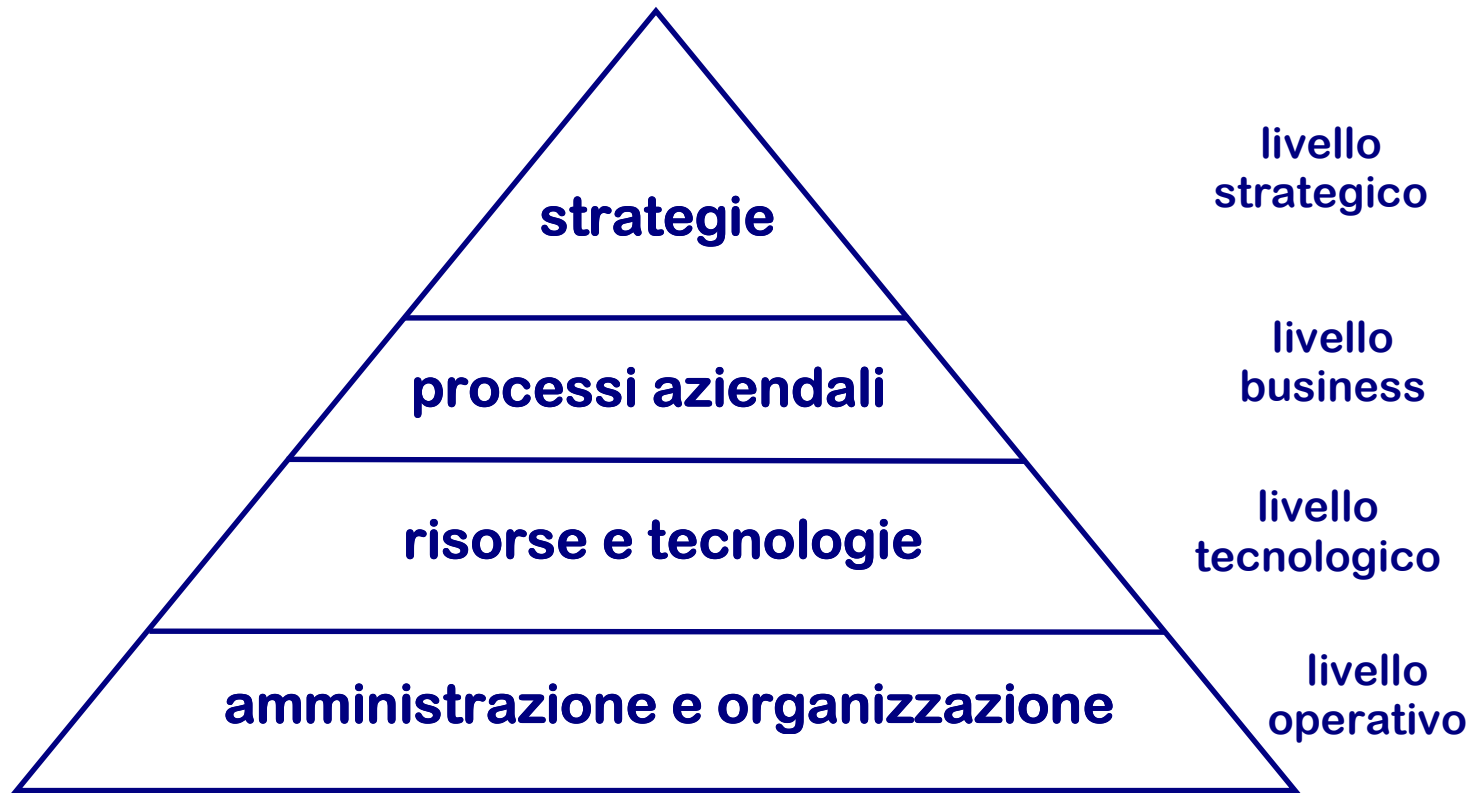 livello
strategico
strategie
livello
business
processi aziendali
livello
tecnologico
risorse e tecnologie
livello
operativo
amministrazione e organizzazione